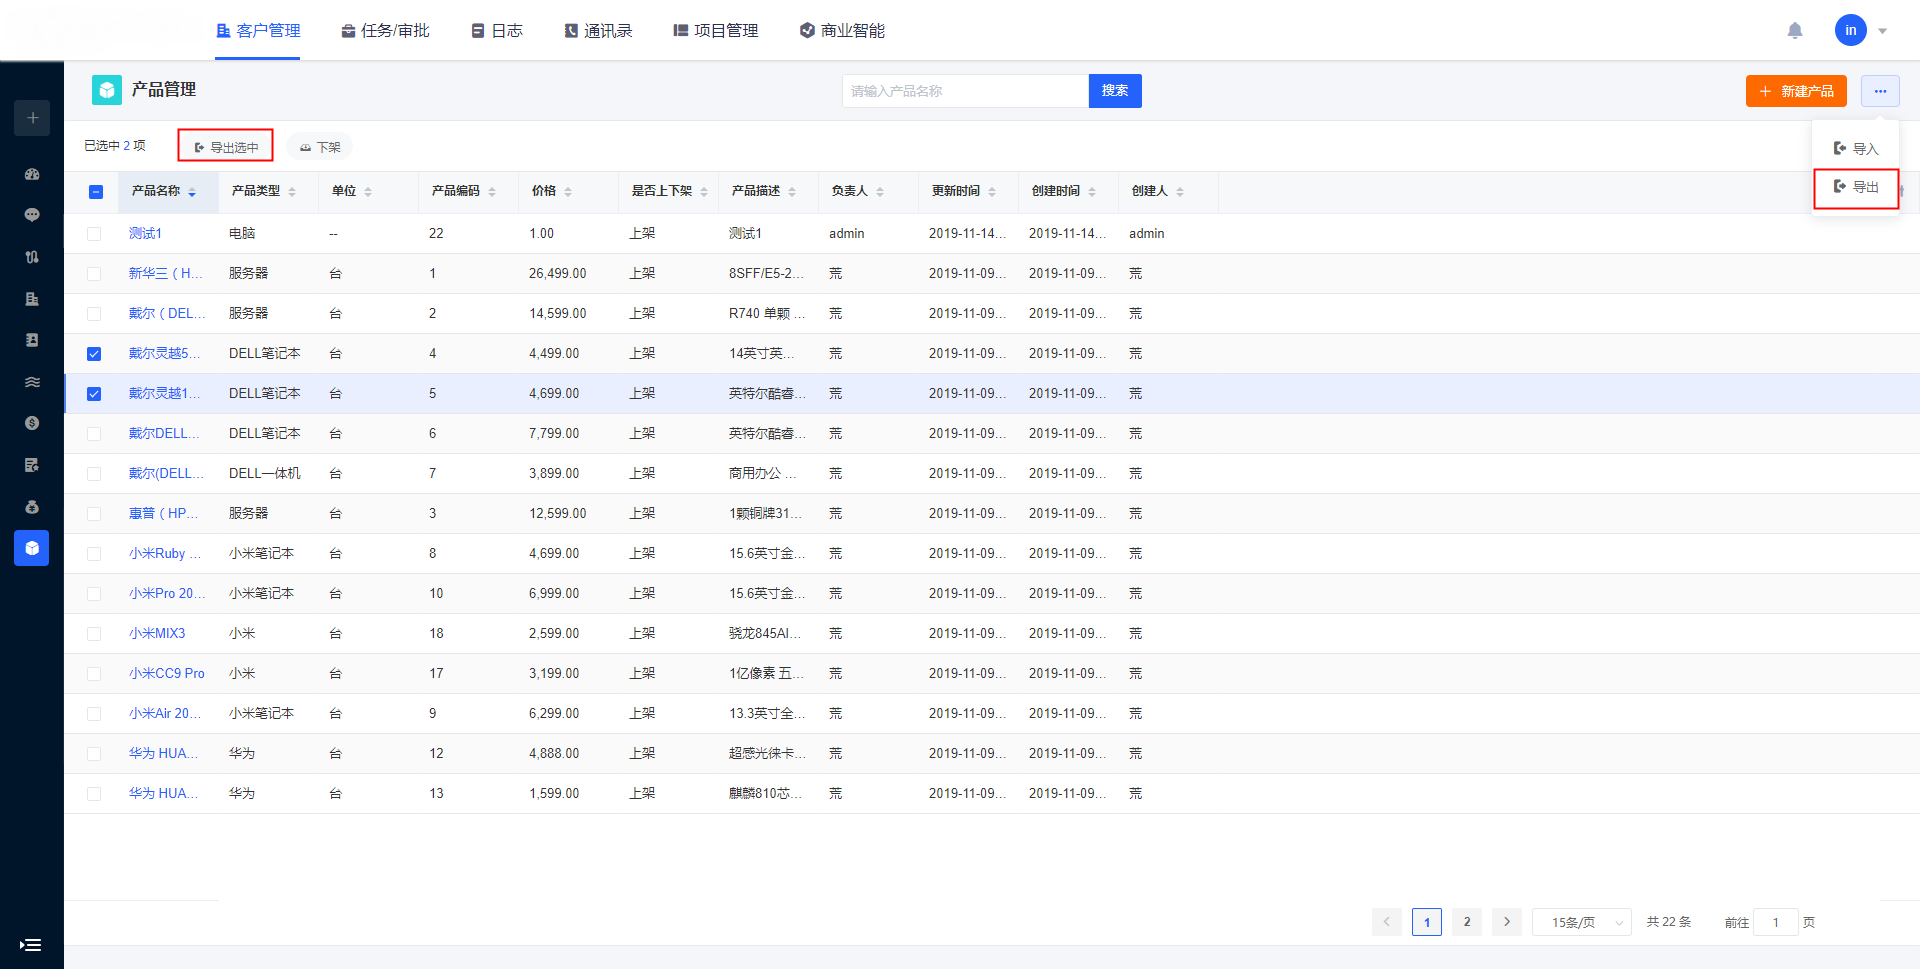 客户管理 任务/审批 日志 通讯录 项目管理 商业智能 in
产品管理 请输入产品名称 搜索 新建产品
已选中 2 项 导出选中 下架 导入
导出
产品名称 产品类型 单位 产品编码 价格 是否上下架 产品描述 负责人 更新时间 创建时间 创建人
测试1 电脑 -- 22 1.00 上架 测试1 admin 2019-11-14... 2019-11-14... admin
新华三（H... 服务器 台 1 26,499.00 上架 8SFF/E5-2... 荒 2019-11-09... 2019-11-09... 荒
戴尔（DEL... 服务器 台 2 14,599.00 上架 R740 单颗 ... 荒 2019-11-09... 2019-11-09... 荒
戴尔灵越5... DELL笔记本 台 4 4,499.00 上架 14英寸英... 荒 2019-11-09... 2019-11-09... 荒
戴尔灵越1... DELL笔记本 台 5 4,699.00 上架 英特尔酷睿... 荒 2019-11-09... 2019-11-09... 荒
戴尔DELL... DELL笔记本 台 6 7,799.00 上架 英特尔酷睿... 荒 2019-11-09... 2019-11-09... 荒
戴尔(DELL... DELL一体机 台 7 3,899.00 上架 商用办公 ... 荒 2019-11-09... 2019-11-09... 荒
惠普（HP... 服务器 台 3 12,599.00 上架 1颗铜牌31... 荒 2019-11-09... 2019-11-09... 荒
小米Ruby ... 小米笔记本 台 8 4,699.00 上架 15.6英寸金... 荒 2019-11-09... 2019-11-09... 荒
小米Pro 20... 小米笔记本 台 10 6,999.00 上架 15.6英寸金... 荒 2019-11-09... 2019-11-09... 荒
小米MIX3 小米 台 18 2,599.00 上架 骁龙845AI... 荒 2019-11-09... 2019-11-09... 荒
小米CC9 Pro 小米 台 17 3,199.00 上架 1亿像素 五... 荒 2019-11-09... 2019-11-09... 荒
小米Air 20... 小米笔记本 台 9 6,299.00 上架 13.3英寸全... 荒 2019-11-09... 2019-11-09... 荒
华为 HUA... 华为 台 12 4,888.00 上架 超感光徕卡... 荒 2019-11-09... 2019-11-09... 荒
华为 HUA... 华为 台 13 1,599.00 上架 麒麟810芯... 荒 2019-11-09... 2019-11-09... 荒
1 2 15条/页 共 22 条 前往 1 页